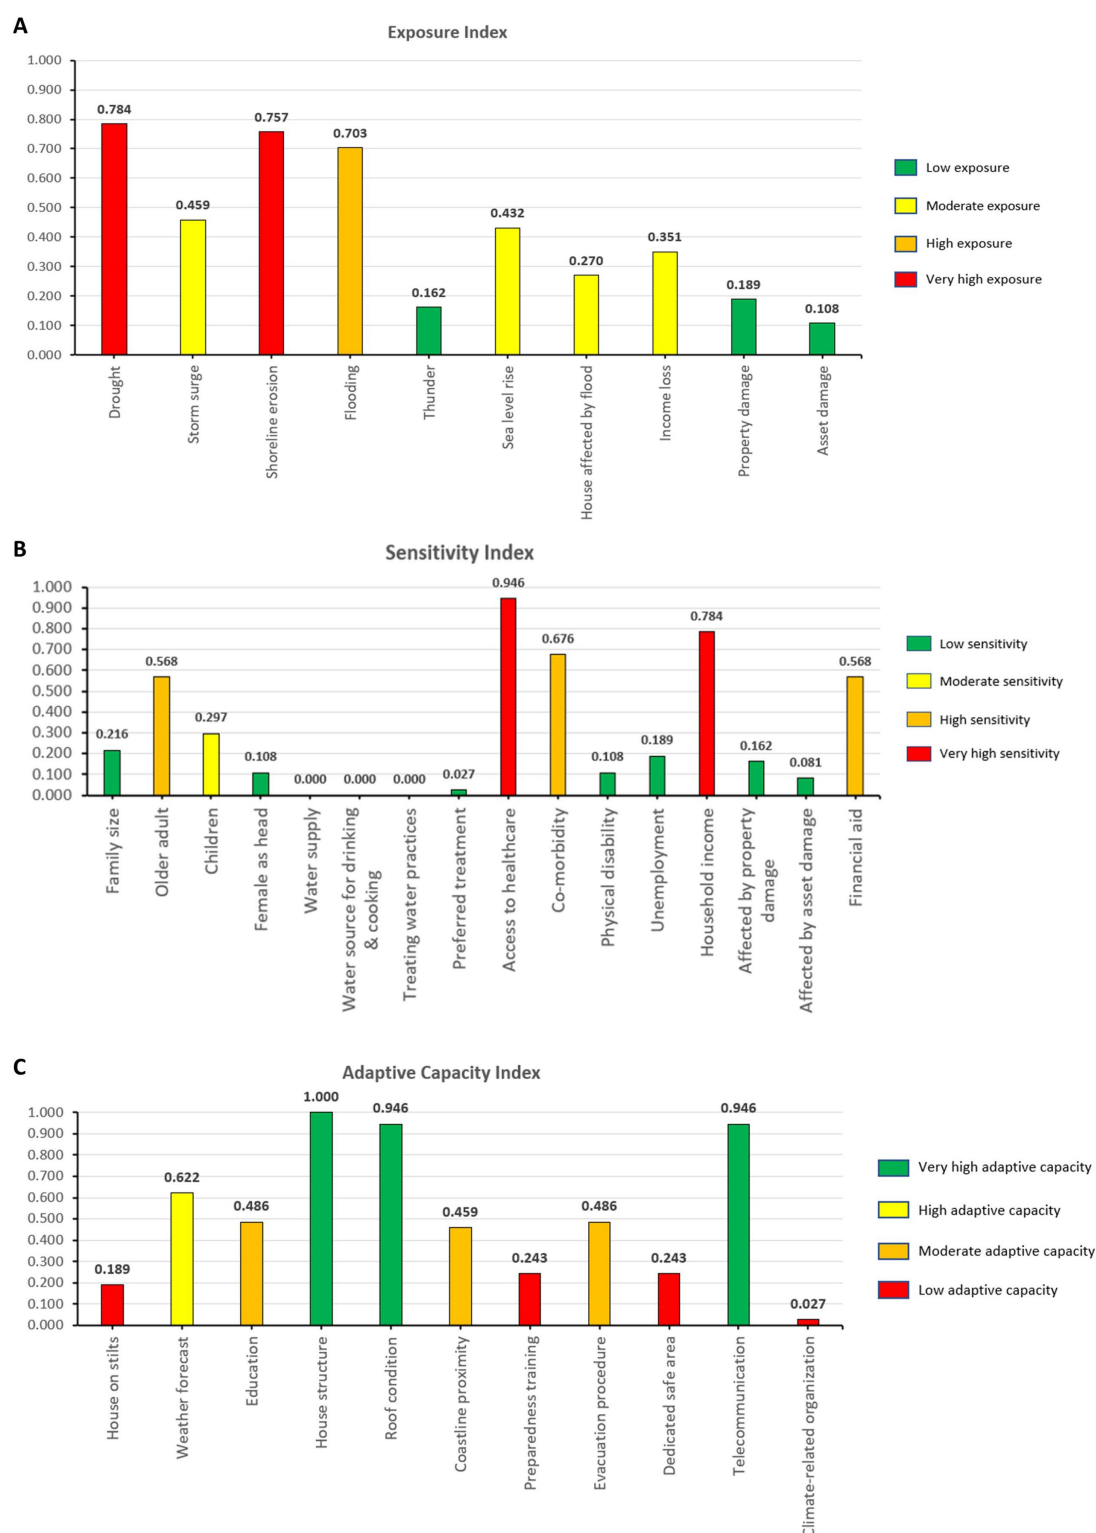 A
Exposure Index
1.000
0.900
0.800
0.700
0.600
0.500
0.400
0.300
0.200
0.100
0.000
0.784
0.459
0.757
0.703
0.162
0.432
0.270
0.351
0.189
0.108
Drought
Storm surge
Shoreline erosion
Flooding
Thunder
Sea level rise
House affected by flood
Income loss
Property damage
Asset damage
Low exposure
Moderate exposure
High exposure
Very high exposure
B
Sensitivity Index
1.000
0.900
0.800
0.700
0.600
0.500
0.400
0.300
0.200
0.100
0.000
0.216
0.568
0.297
0.108
0.000
0.000
0.000
0.027
0.946
0.676
0.108
0.189
0.784
0.162
0.081
0.568
Family size
Older adult
Children
Female as head
Water supply
Water source for drinking
& cooking
Treating water practices
Preferred treatment
Access to healthcare
Co-morbidity
Physical disability
Unemployment
Household income
Affected by property
damage
Affected by asset damage
Financial aid
Low sensitivity
Moderate sensitivity
High sensitivity
Very high sensitivity
C
Adaptive Capacity Index
1.000
0.900
0.800
0.700
0.600
0.500
0.400
0.300
0.200
0.100
0.000
0.189
0.622
0.486
1.000
0.946
0.459
0.243
0.486
0.243
0.946
0.027
House on stilts
Weather forecast
Education
House structure
Roof condition
Coastline proximity
Preparedness training
Evacuation procedure
Dedicated safe area
Telecommunication
Climate-related organization
Very high adaptive capacity
High adaptive capacity
Moderate adaptive capacity
Low adaptive capacity